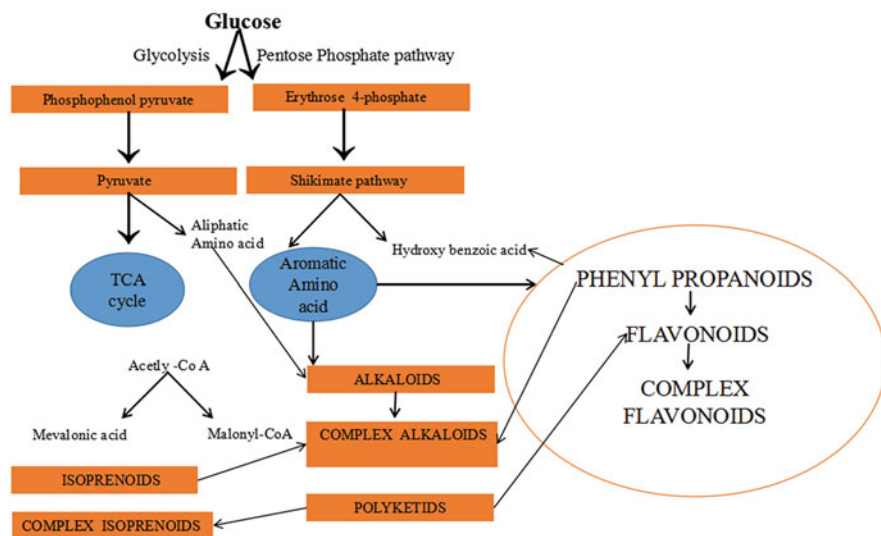 Glucose
Glycolysis
Pentose Phosphate pathway
Phosphophenol pyruvate
Erythrose 4-phosphate
Pyruvate
Shikimate pathway
Aliphatic
Amino acid
Hydroxy benzoic acid
TCA
cycle
Aromatic
Amino
acid
PHENYL PROPANOIDS
FLAVONOIDS
COMPLEX
FLAVONOIDS
Acetly -Co A
ALKALOIDS
Mevalonic acid
Malonyl-CoA
COMPLEX ALKALOIDS
ISOPRENOIDS
POLYKETIDS
COMPLEX ISOPRENOIDS